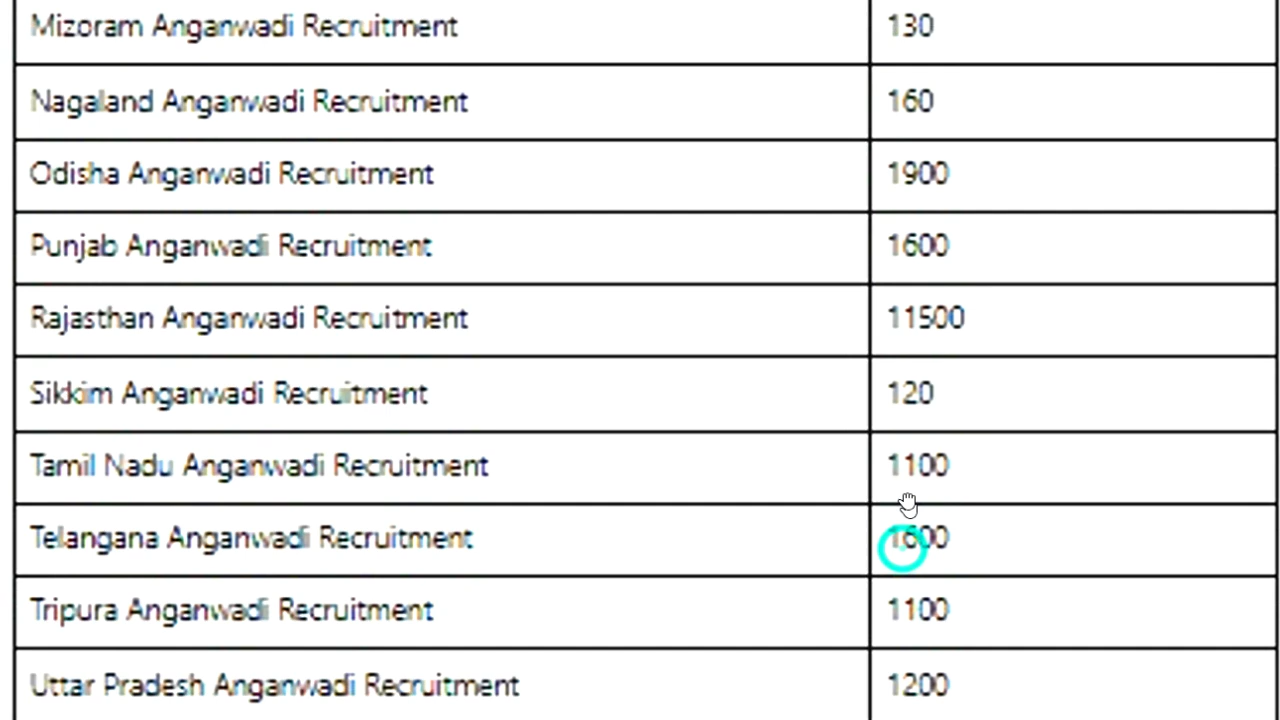 Mizoram Anganwadi Recruitment 130
Nagaland Anganwadi Recruitment 160
Odisha Anganwadi Recruitment 1900
Punjab Anganwadi Recruitment 1600
Rajasthan Anganwadi Recruitment 11500
Sikkim Anganwadi Recruitment 120
Tamil Nadu Anganwadi Recruitment 1100
Telangana Anganwadi Recruitment 1600
Tripura Anganwadi Recruitment 1100
Uttar Pradesh Anganwadi Recruitment 1200